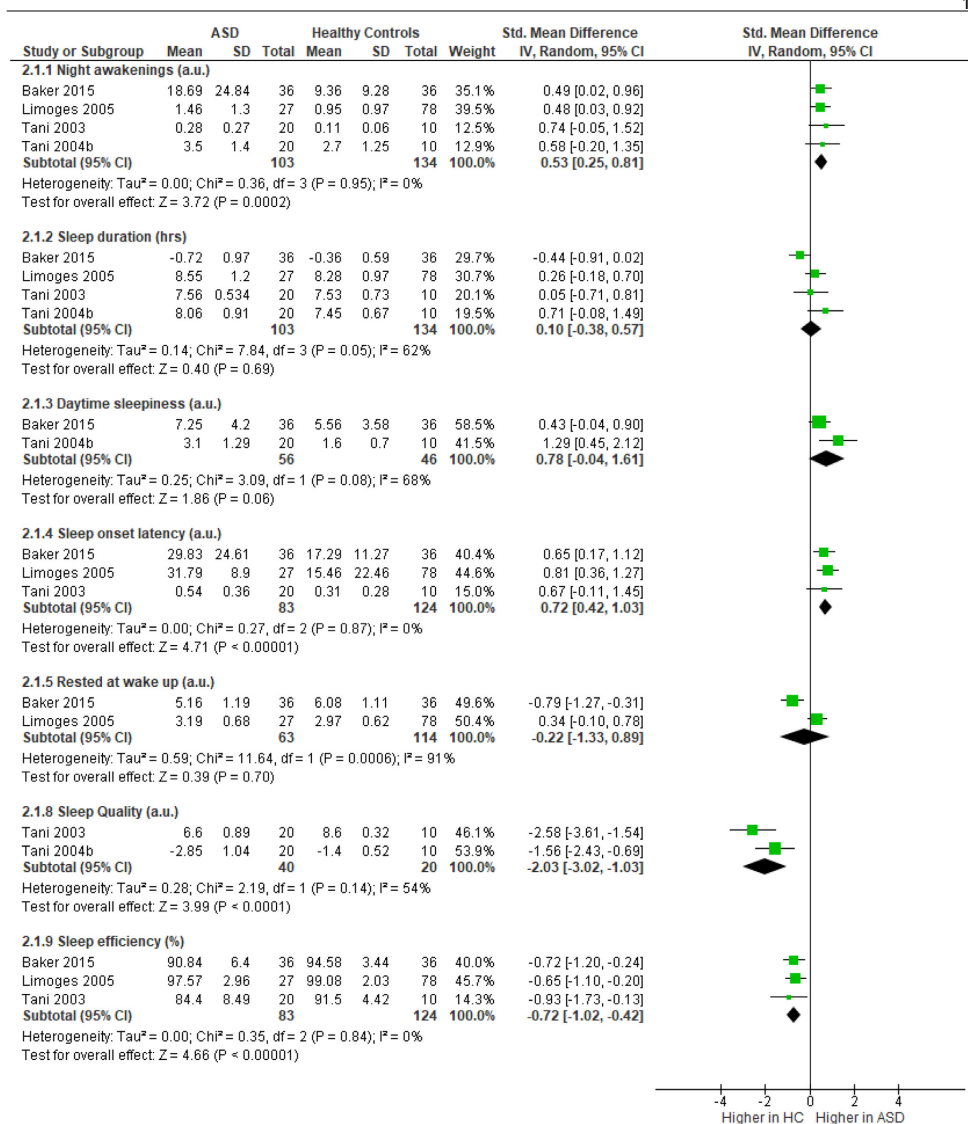 ASD Healthy Controls Std. Mean Difference Std. Mean Difference
Study or Subgroup Mean SD Total Mean SD Total Weight IV, Random, 95% CI IV, Random, 95% CI
2.1.1 Night awakenings (a.u.)
Baker 2015 18.69 24.84 36 9.36 9.28 36 35.1% 0.49 [0.02, 0.96]
Limoges 2005 1.46 1.3 27 0.95 0.97 78 39.5% 0.48 [0.03, 0.92]
Tani 2003 0.28 0.27 20 0.11 0.06 10 12.5% 0.74 [-0.05, 1.52]
Tani 2004b 3.5 1.4 20 2.7 1.25 10 12.9% 0.58 [-0.20, 1.35]
Subtotal (95% CI) 103 134 100.0% 0.53 [0.25, 0.81]
Heterogeneity: Tau² = 0.00; Chi² = 0.36, df = 3 (P = 0.95); I² = 0%
Test for overall effect: Z = 3.72 (P = 0.0002)
2.1.2 Sleep duration (hrs)
Baker 2015 -0.72 0.97 36 -0.36 0.59 36 29.7% -0.44 [-0.91, 0.02]
Limoges 2005 8.55 1.2 27 8.28 0.97 78 30.7% 0.26 [-0.18, 0.70]
Tani 2003 7.56 0.534 20 7.53 0.73 10 20.1% 0.05 [-0.71, 0.81]
Tani 2004b 8.06 0.91 20 7.45 0.67 10 19.5% 0.71 [-0.08, 1.49]
Subtotal (95% CI) 103 134 100.0% 0.10 [-0.38, 0.57]
Heterogeneity: Tau² = 0.14; Chi² = 7.84, df = 3 (P = 0.05); I² = 62%
Test for overall effect: Z = 0.40 (P = 0.69)
2.1.3 Daytime sleepiness (a.u.)
Baker 2015 7.25 4.2 36 5.56 3.58 36 58.5% 0.43 [-0.04, 0.90]
Tani 2004b 3.1 1.29 20 1.6 0.7 10 41.5% 1.29 [0.45, 2.12]
Subtotal (95% CI) 56 46 100.0% 0.78 [-0.04, 1.61]
Heterogeneity: Tau² = 0.25; Chi² = 3.09, df = 1 (P = 0.08); I² = 68%
Test for overall effect: Z = 1.86 (P = 0.06)
2.1.4 Sleep onset latency (a.u.)
Baker 2015 29.83 24.61 36 17.29 11.27 36 40.4% 0.65 [0.17, 1.12]
Limoges 2005 31.79 8.9 27 15.46 22.46 78 44.6% 0.81 [0.36, 1.27]
Tani 2003 0.54 0.36 20 0.31 0.28 10 15.0% 0.67 [-0.11, 1.45]
Subtotal (95% CI) 83 124 100.0% 0.72 [0.42, 1.03]
Heterogeneity: Tau² = 0.00; Chi² = 0.27, df = 2 (P = 0.87); I² = 0%
Test for overall effect: Z = 4.71 (P < 0.00001)
2.1.5 Rested at wake up (a.u.)
Baker 2015 5.16 1.19 36 6.08 1.11 36 49.6% -0.79 [-1.27, -0.31]
Limoges 2005 3.19 0.68 27 2.97 0.62 78 50.4% 0.34 [-0.10, 0.78]
Subtotal (95% CI) 63 114 100.0% -0.22 [-1.33, 0.89]
Heterogeneity: Tau² = 0.59; Chi² = 11.64, df = 1 (P = 0.0006); I² = 91%
Test for overall effect: Z = 0.39 (P = 0.70)
2.1.8 Sleep Quality (a.u.)
Tani 2003 6.6 0.89 20 8.6 0.32 10 46.1% -2.58 [-3.61, -1.54]
Tani 2004b -2.85 1.04 20 -1.4 0.52 10 53.9% -1.56 [-2.43, -0.69]
Subtotal (95% CI) 40 20 100.0% -2.03 [-3.02, -1.03]
Heterogeneity: Tau² = 0.28; Chi² = 2.19, df = 1 (P = 0.14); I² = 54%
Test for overall effect: Z = 3.99 (P < 0.0001)
2.1.9 Sleep efficiency (%)
Baker 2015 90.84 6.4 36 94.58 3.44 36 40.0% -0.72 [-1.20, -0.24]
Limoges 2005 97.57 2.96 27 99.08 2.03 78 45.7% -0.65 [-1.10, -0.20]
Tani 2003 84.4 8.49 20 91.5 4.42 10 14.3% -0.93 [-1.73, -0.13]
Subtotal (95% CI) 83 124 100.0% -0.72 [-1.02, -0.42]
Heterogeneity: Tau² = 0.00; Chi² = 0.35, df = 2 (P = 0.84); I² = 0%
Test for overall effect: Z = 4.66 (P < 0.00001)
-4 -2 0 2 4
Higher in HC Higher in ASD